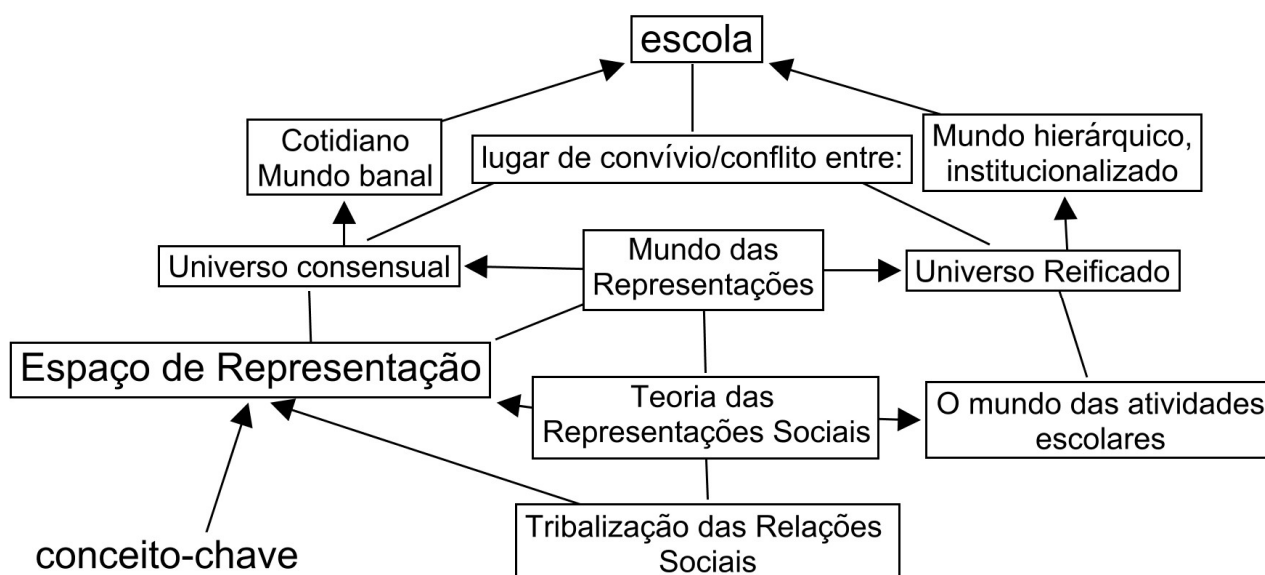 escola
Cotidiano
Mundo banal
lugar de convívio/conflito entre:
Mundo hierárquico,
institucionalizado
Universo consensual
Mundo das
Representações
Universo Reificado
Espaço de Representação
Teoria das
Representações Sociais
O mundo das atividades
escolares
conceito-chave
Tribalização das Relações
Sociais